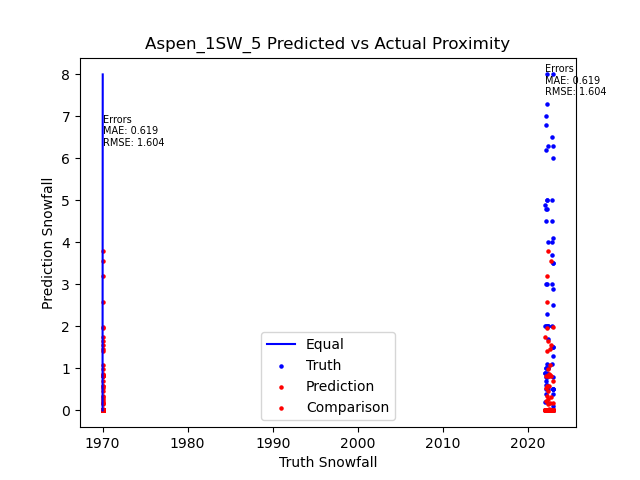 Aspen_1SW_5 Predicted vs Actual Proximity
Errors
MAE: 0.619
RMSE: 1.604
Errors
MAE: 0.619
RMSE: 1.604
8
7
6
5
4
3
2
1
0
Prediction Snowfall
Equal
Truth
Prediction
Comparison
1970
1980
1990
2000
2010
2020
Truth Snowfall